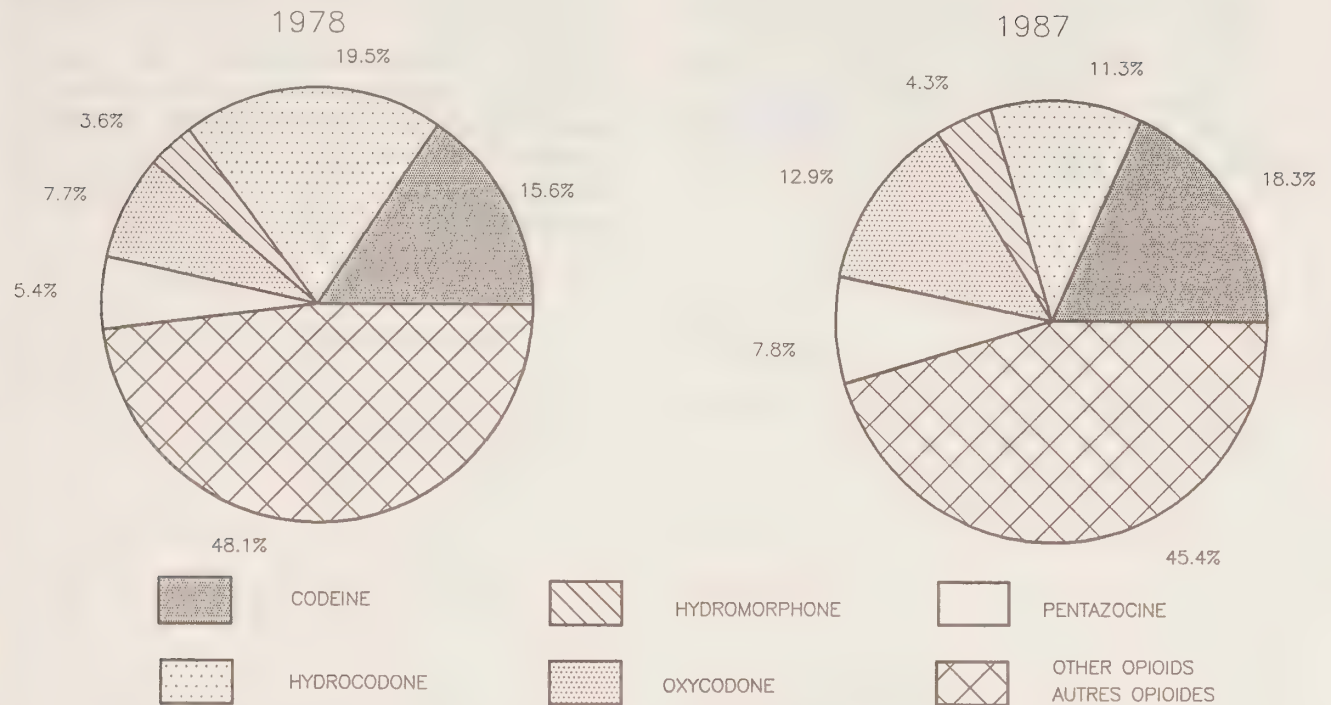 1978
19.5%
3.6%
7.7%
5.4%
15.6%
48.1%
1987
11.3%
4.3%
12.9%
7.8%
18.3%
45.4%
CODEINE
HYDROMORPHONE
PENTAZOCINE
HYDROCODONE
OXYCODONE
OTHER OPIOIDS
AUTRES OPIOIDES